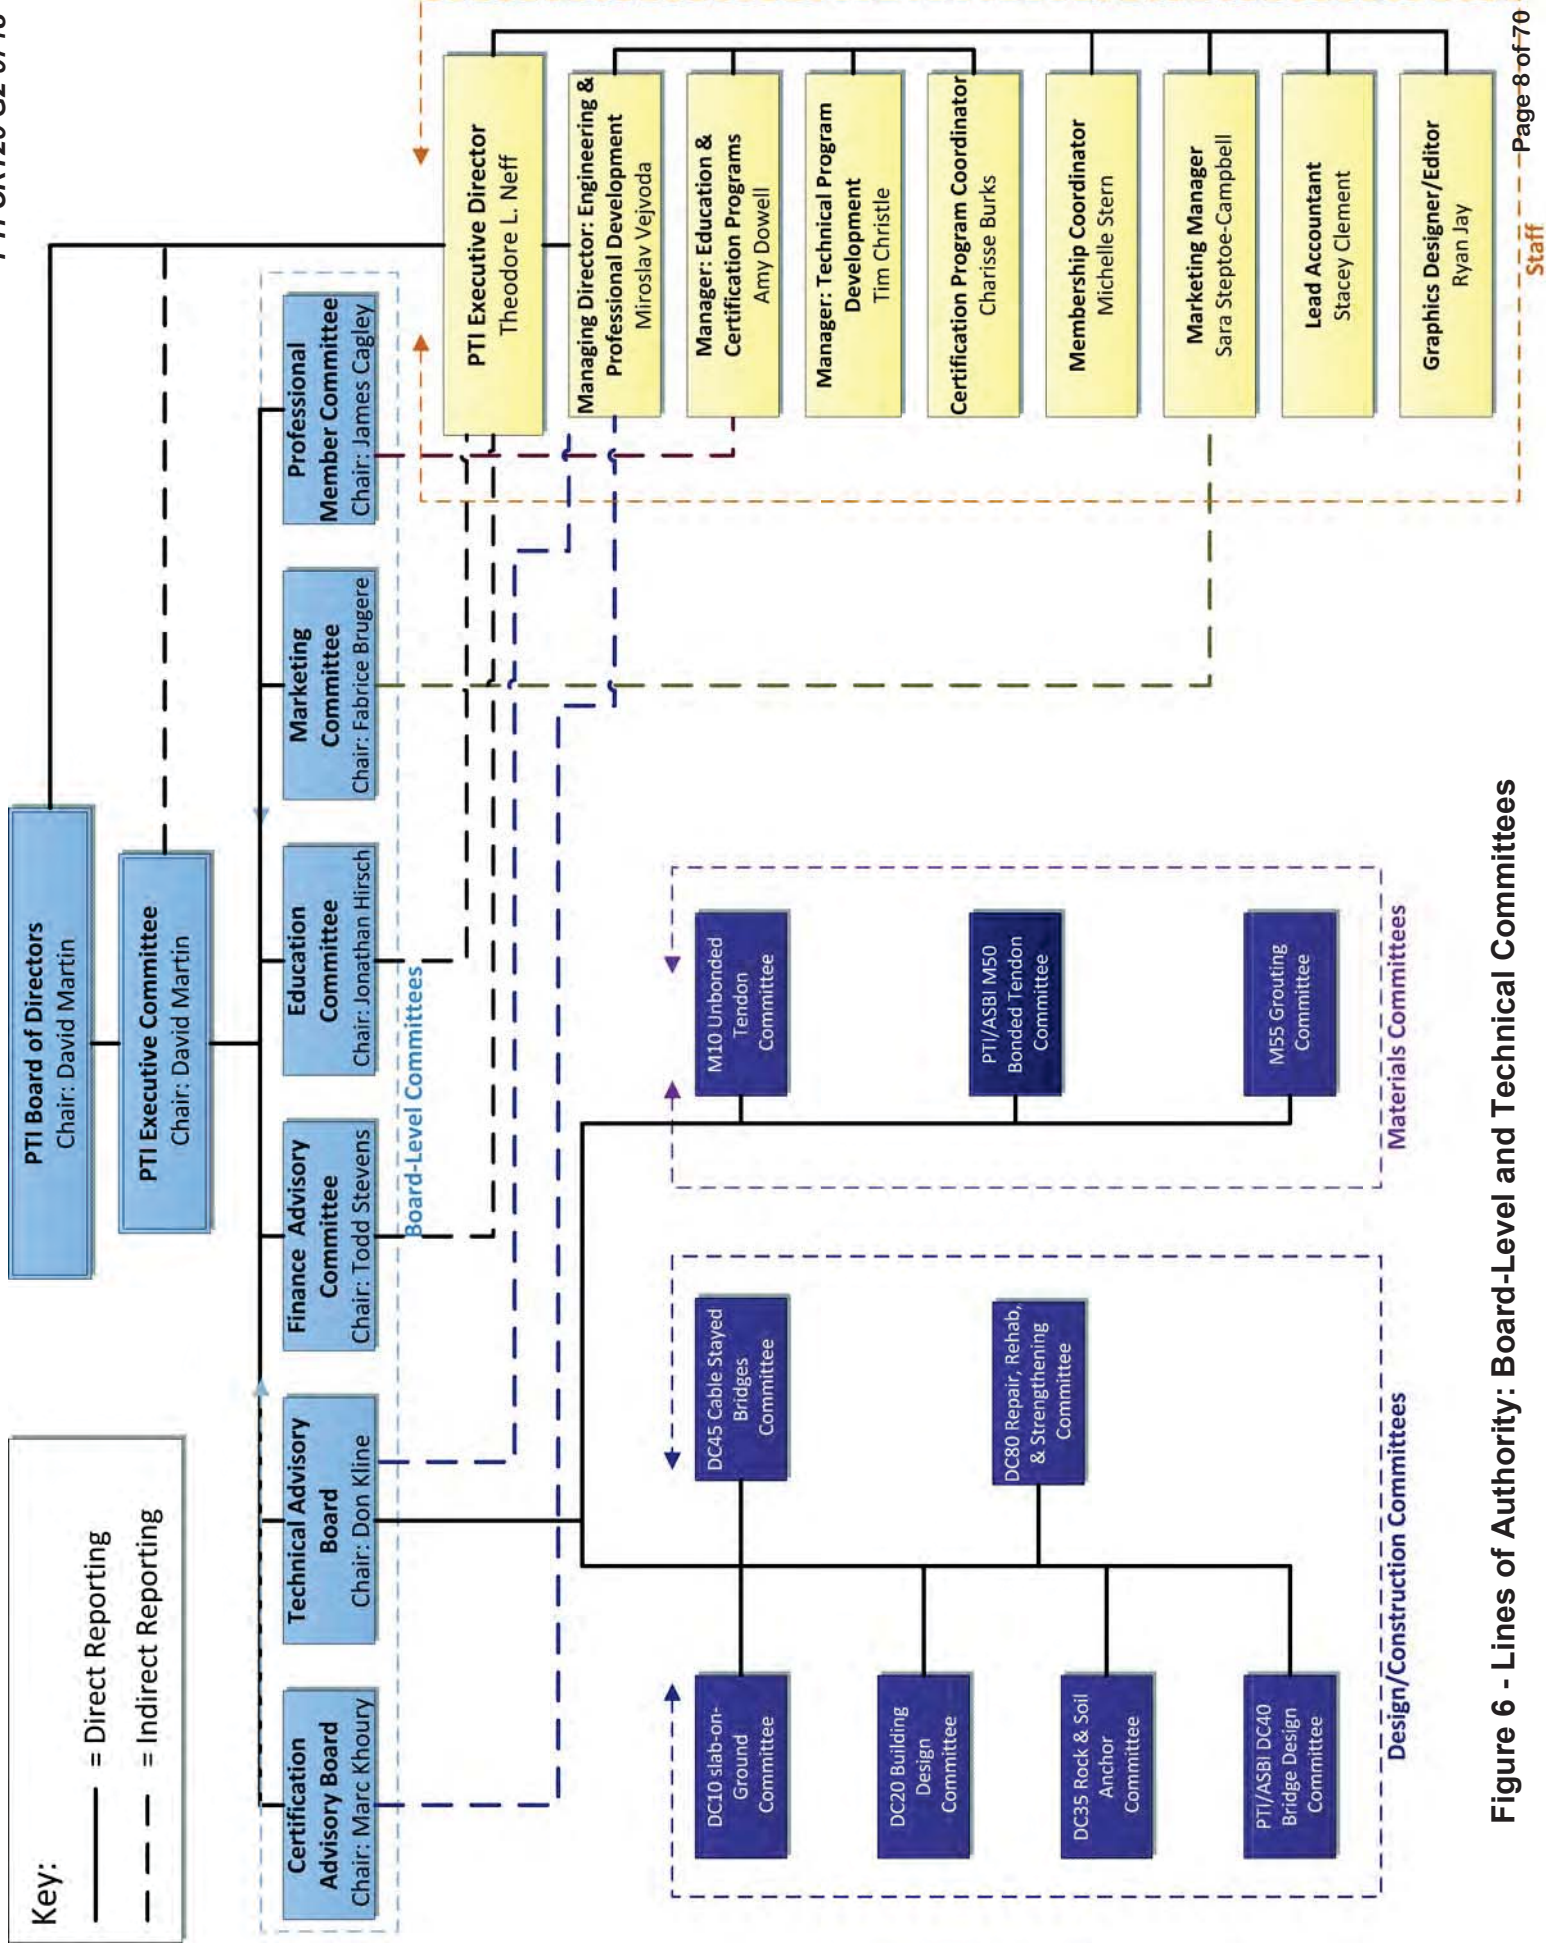 Key:
= Direct Reporting
= Indirect Reporting
PTI Board of Directors
Chair: David Martin
PTI Executive Committee
Chair: David Martin
Certification
Advisory Board
Chair: Marc Khoury
Technical Advisory
Board
Chair: Don Kline
Finance Advisory
Committee
Chair: Todd Stevens
Education
Committee
Chair: Jonathan Hirsch
Marketing
Committee
Chair: Fabrice Brugere
Professional
Member Committee
Chair: James Cagley
Board-Level Committees
PTI Executive Director
Theodore L. Neff
Managing Director: Engineering &
Professional Development
Miroslav Vejvoda
Manager: Education &
Certification Programs
Amy Dowell
Manager: Technical Program
Development
Tim Christle
Certification Program Coordinator
Charisse Burks
Membership Coordinator
Michelle Stern
Marketing Manager
Sara Steptoe-Campbell
Lead Accountant
Stacey Clement
Graphics Designer/Editor
Ryan Jay
Staff
DC10 slab-on-
Ground
Committee
DC45 Cable Stayed
Bridges
Committee
DC20 Building
Design
Committee
DC80 Repair, Rehab,
& Strengthening
Committee
DC35 Rock & Soil
Anchor
Committee
PTI/ASBI DC40
Bridge Design
Committee
Design/Construction Committees
M10 Unbonded
Tendon
Committee
PTI/ASBI M50
Bonded Tendon
Committee
M55 Grouting
Committee
Materials Committees
Figure 6 - Lines of Authority: Board-Level and Technical Committees
Page 8 of 70